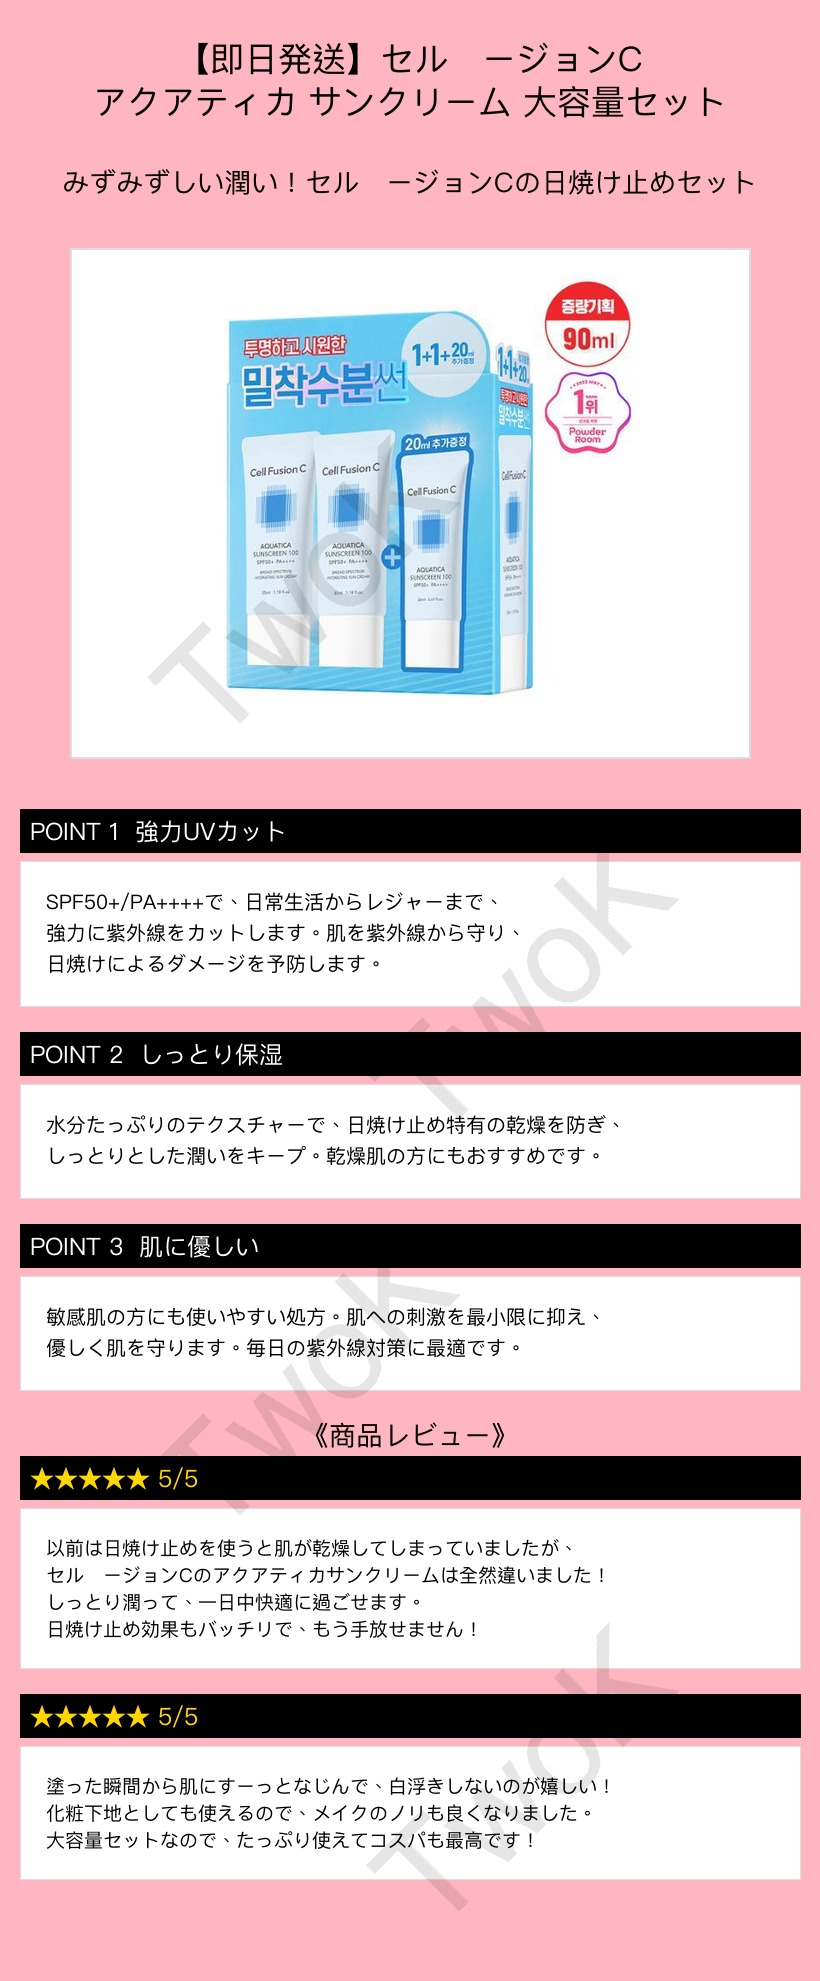 【即日発送】セル　ージョンC
アクアティカ サンクリーム 大容量セット
みずみずしい潤い！セル　ージョンCの日焼け止めセット
투명하고 시원한
밀착수분썬
1+1+20ml
추가증정
1+1+20
밀착수분썬
증량기획
90ml
1위
Powder
Room
20ml 추가증정
Cell Fusion C
AQUATICA
SUNSCREEN 100
SPF50+ PA++++
Cell Fusion C
AQUATICA
SUNSCREEN 100
SPF50+ PA++++
Cell Fusion C
AQUATICA
SUNSCREEN 100
SPF50+ PA++++
Cell Fusion C
AQUATICA
SUNSCREEN 100
TwoK
POINT 1 強力UVカット
SPF50+/PA++++で、日常生活からレジャーまで、
強力に紫外線をカットします。肌を紫外線から守り、
日焼けによるダメージを予防します。
TwoK
POINT 2 しっとり保湿
水分たっぷりのテクスチャーで、日焼け止め特有の乾燥を防ぎ、
しっとりとした潤いをキープ。乾燥肌の方にもおすすめです。
POINT 3 肌に優しい
敏感肌の方にも使いやすい処方。肌への刺激を最小限に抑え、
優しく肌を守ります。毎日の紫外線対策に最適です。
TwoK
《商品レビュー》
★★★★★ 5/5
以前は日焼け止めを使うと肌が乾燥してしまっていましたが、
セル　ージョンCのアクアティカサンクリームは全然違いました！
しっとり潤って、一日中快適に過ごせます。
日焼け止め効果もバッチリで、もう手放せません！
★★★★★ 5/5
塗った瞬間から肌にすーっとなじんで、白浮きしないのが嬉しい！
化粧下地としても使えるので、メイクのノリも良くなりました。
大容量セットなので、たっぷり使えてコスパも最高です！
TwoK